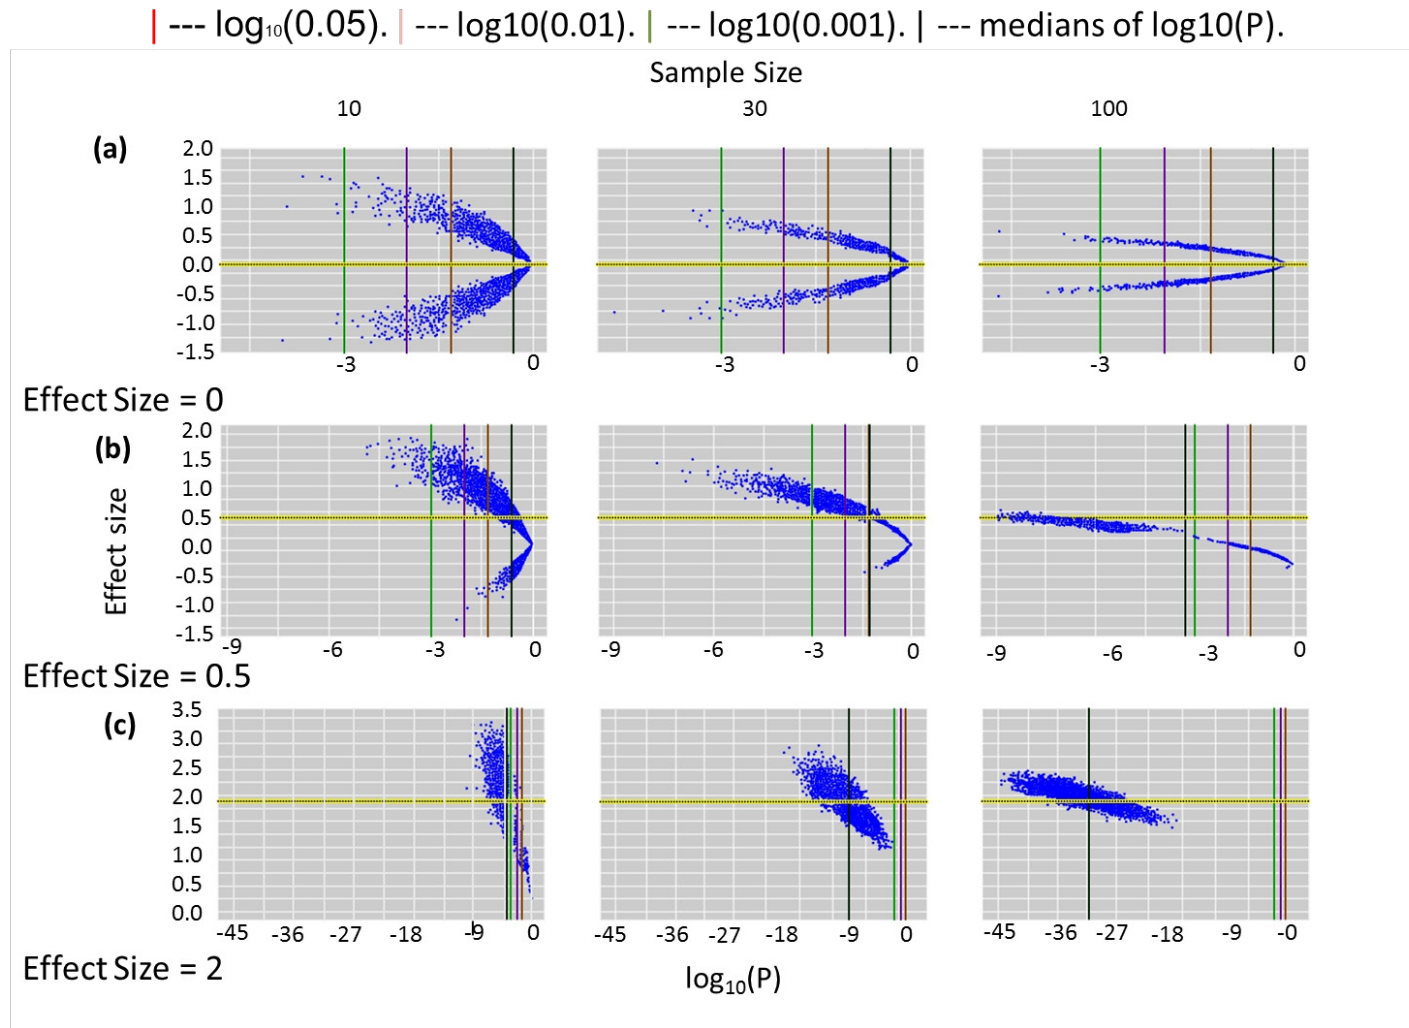 | --- log₁₀(0.05). | --- log10(0.01). | --- log10(0.001). | --- medians of log10(P).
Sample Size
10 30 100
(a)
2.0
1.5
1.0
0.5
0.0
-0.5
-1.0
-1.5
-3 0 -3 0 -3 0
Effect Size = 0
(b)
Effect size
2.0
1.5
1.0
0.5
0.0
-0.5
-1.0
-1.5
-9 -6 -3 0 -9 -6 -3 0 -9 -6 -3 0
Effect Size = 0.5
(c)
3.5
3.0
2.5
2.0
1.5
1.0
0.5
0.0
-45 -36 -27 -18 -9 0 -45 -36 -27 -18 -9 0 -45 -36 -27 -18 -9 -0
Effect Size = 2
log₁₀(P)